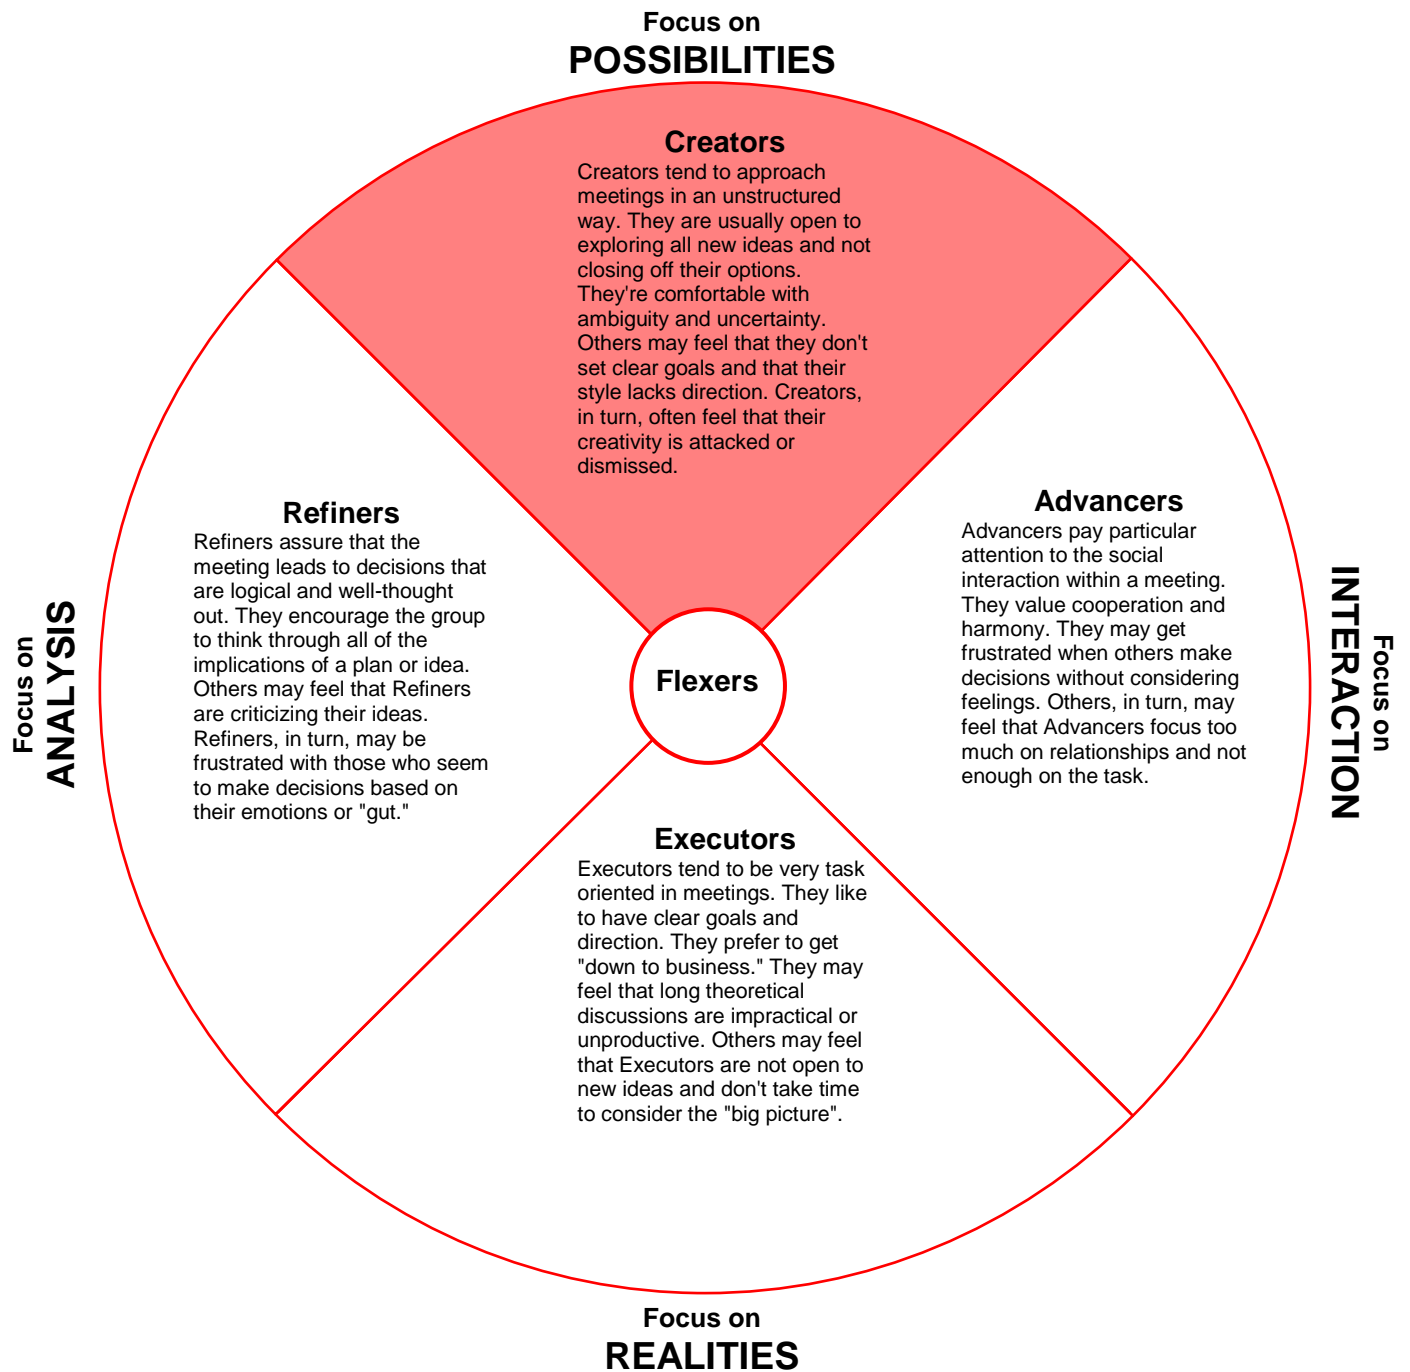 Focus on
POSSIBILITIES
Creators
Creators tend to approach
meetings in an unstructured
way. They are usually open to
exploring all new ideas and not
closing off their options.
They're comfortable with
ambiguity and uncertainty.
Others may feel that they don't
set clear goals and that their
style lacks direction. Creators,
in turn, often feel that their
creativity is attacked or
dismissed.
Focus on
ANALYSIS
Refiners
Refiners assure that the
meeting leads to decisions that
are logical and well-thought
out. They encourage the group
to think through all of the
implications of a plan or idea.
Others may feel that Refiners
are criticizing their ideas.
Refiners, in turn, may be
frustrated with those who seem
to make decisions based on
their emotions or "gut."
Flexers
Advancers
Advancers pay particular
attention to the social
interaction within a meeting.
They value cooperation and
harmony. They may get
frustrated when others make
decisions without considering
feelings. Others, in turn, may
feel that Advancers focus too
much on relationships and not
enough on the task.
Focus on
INTERACTION
Executors
Executors tend to be very task
oriented in meetings. They like
to have clear goals and
direction. They prefer to get
"down to business." They may
feel that long theoretical
discussions are impractical or
unproductive. Others may feel
that Executors are not open to
new ideas and don't take time
to consider the "big picture".
Focus on
REALITIES